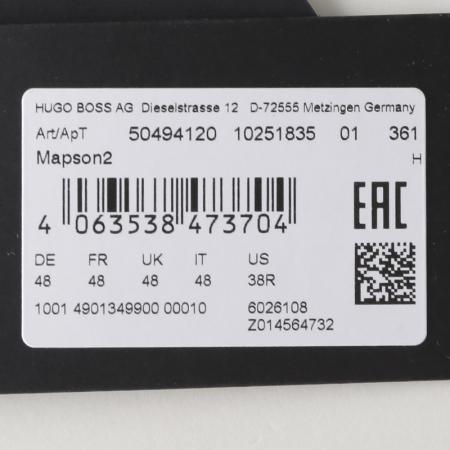 HUGO BOSS AG Dieselstrasse 12 D-72555 Metzingen Germany
Art/ApT 50494120 10251835 01 361
Mapson2 H
4 063538 473704
EAC
DE FR UK IT US
48 48 48 48 38R
1001 4901349900 00010 6026108
Z014564732